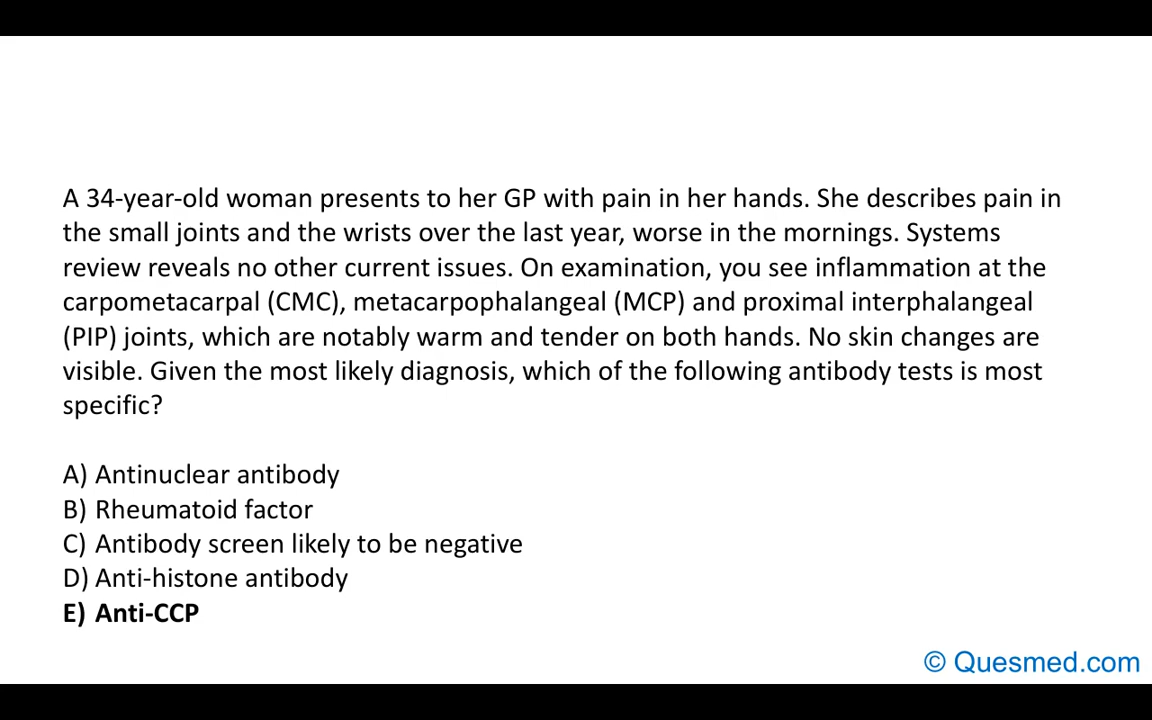 A 34-year-old woman presents to her GP with pain in her hands. She describes pain in
the small joints and the wrists over the last year, worse in the mornings. Systems
review reveals no other current issues. On examination, you see inflammation at the
carpometacarpal (CMC), metacarpophalangeal (MCP) and proximal interphalangeal
(PIP) joints, which are notably warm and tender on both hands. No skin changes are
visible. Given the most likely diagnosis, which of the following antibody tests is most
specific?
A) Antinuclear antibody
B) Rheumatoid factor
C) Antibody screen likely to be negative
D) Anti-histone antibody
E) Anti-CCP
© Quesmed.com